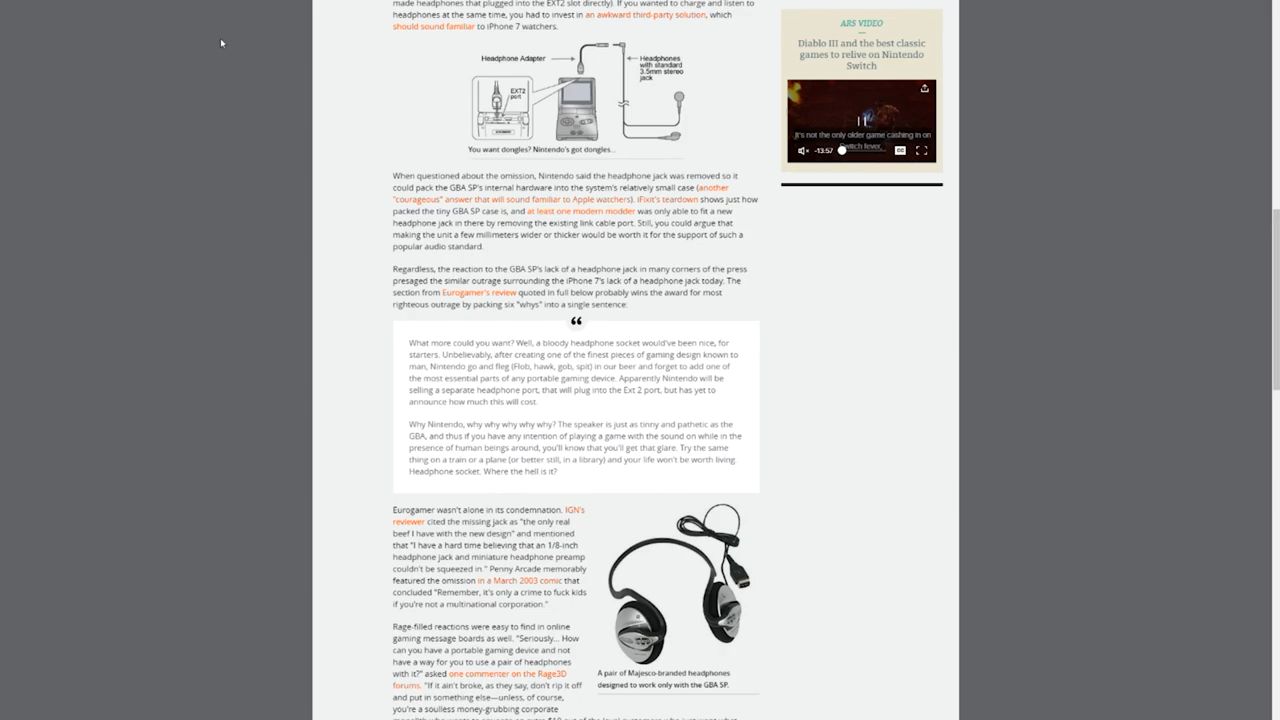 made headphones that plugged into the EXT2 slot directly). If you wanted to charge and listen to
headphones at the same time, you had to invest in an awkward third-party solution, which
should sound familiar to iPhone 7 watchers.
Headphone Adapter
EXT2
port
Headphones
with standard
3.5mm stereo
jack
You want dongles? Nintendo's got dongles...
When questioned about the omission, Nintendo said the headphone jack was removed so it
could pack the GBA SP's internal hardware into the system's relatively small case (another
"courageous" answer that will sound familiar to Apple watchers). iFixit's teardown shows just how
packed the tiny GBA SP case is, and at least one modern modder was only able to fit a new
headphone jack in there by removing the existing link cable port. Still, you could argue that
making the unit a few millimeters wider or thicker would be worth it for the support of such a
popular audio standard.
Regardless, the reaction to the GBA SP's lack of a headphone jack in many corners of the press
presaged the similar outrage surrounding the iPhone 7's lack of a headphone jack today. The
section from Eurogamer's review quoted in full below probably wins the award for most
righteous outrage by packing six "whys" into a single sentence:
“
What more could you want? Well, a bloody headphone socket would've been nice, for
starters. Unbelievably, after creating one of the finest pieces of gaming design known to
man, Nintendo go and fleg (Flob, hawk, gob, spit) in our beer and forget to add one of
the most essential parts of any portable gaming device. Apparently Nintendo will be
selling a separate headphone port, that will plug into the Ext 2 port, but has yet to
announce how much this will cost.
Why Nintendo, why why why why why? The speaker is just as tinny and pathetic as the
GBA, and thus if you have any intention of playing a game with the sound on while in the
presence of human beings around, you'll know that you'll get that glare. Try the same
thing on a train or a plane (or better still, in a library) and your life won't be worth living.
Headphone socket. Where the hell is it?
Eurogamer wasn't alone in its condemnation. IGN's
reviewer cited the missing jack as "the only real
beef I have with the new design" and mentioned
that "I have a hard time believing that an 1/8-inch
headphone jack and miniature headphone preamp
couldn't be squeezed in." Penny Arcade memorably
featured the omission in a March 2003 comic that
concluded "Remember, it's only a crime to fuck kids
if you're not a multinational corporation."
Rage-filled reactions were easy to find in online
gaming message boards as well. "Seriously... How
can you have a portable gaming device and not
have a way for you to use a pair of headphones
with it?" asked one commenter on the Rage3D
forums. "If it ain't broke, as they say, don't rip it off
and put in something else—unless, of course,
you're a soulless money-grubbing corporate
A pair of Majesco-branded headphones
designed to work only with the GBA SP.
ARS VIDEO
Diablo III and the best classic
games to relive on Nintendo
Switch
It's not the only older game cashing in on
Switch fever,
-13:57
CC